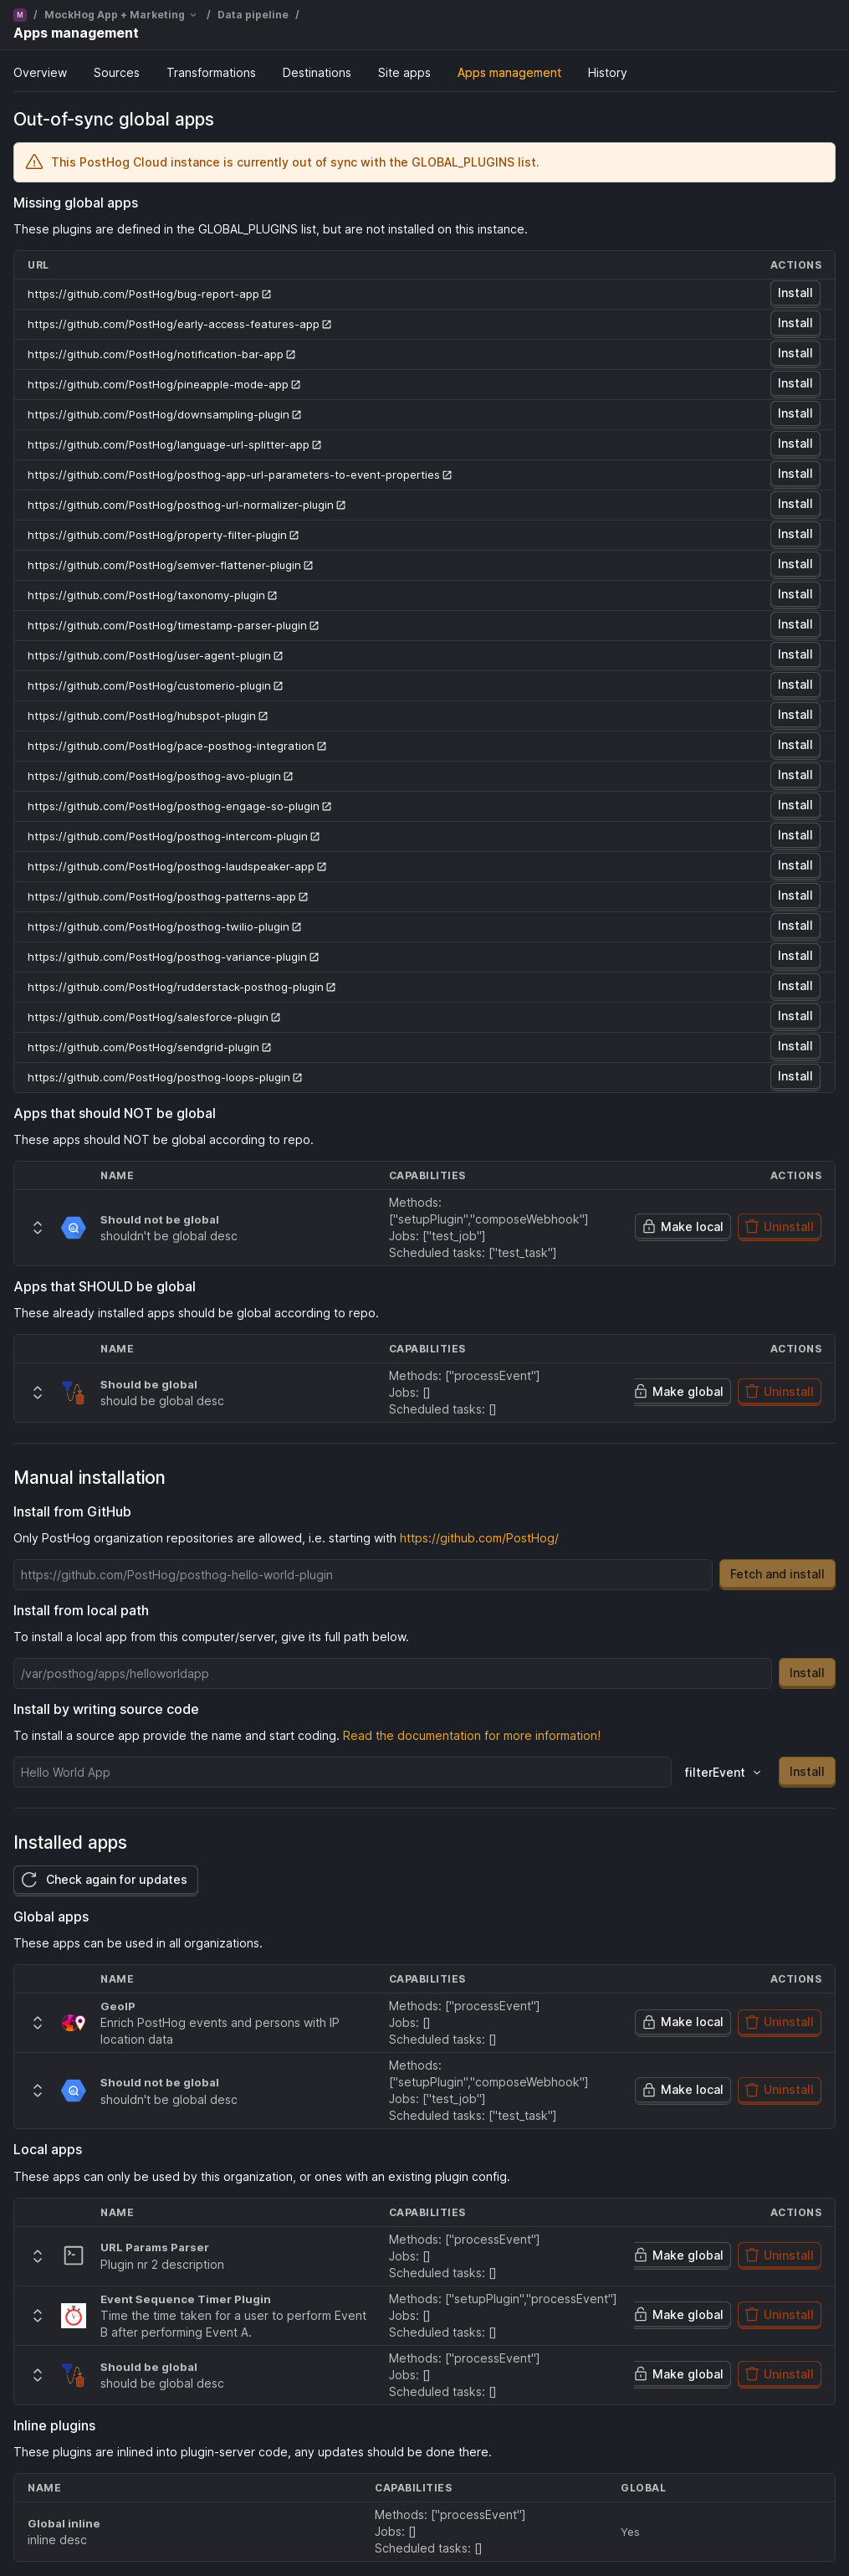 M / MockHog App + Marketing / Data pipeline /
Apps management
Overview Sources Transformations Destinations Site apps Apps management History
Out-of-sync global apps
This PostHog Cloud instance is currently out of sync with the GLOBAL_PLUGINS list.
Missing global apps
These plugins are defined in the GLOBAL_PLUGINS list, but are not installed on this instance.
URL ACTIONS
https://github.com/PostHog/bug-report-app Install
https://github.com/PostHog/early-access-features-app Install
https://github.com/PostHog/notification-bar-app Install
https://github.com/PostHog/pineapple-mode-app Install
https://github.com/PostHog/downsampling-plugin Install
https://github.com/PostHog/language-url-splitter-app Install
https://github.com/PostHog/posthog-app-url-parameters-to-event-properties Install
https://github.com/PostHog/posthog-url-normalizer-plugin Install
https://github.com/PostHog/property-filter-plugin Install
https://github.com/PostHog/semver-flattener-plugin Install
https://github.com/PostHog/taxonomy-plugin Install
https://github.com/PostHog/timestamp-parser-plugin Install
https://github.com/PostHog/user-agent-plugin Install
https://github.com/PostHog/customerio-plugin Install
https://github.com/PostHog/hubspot-plugin Install
https://github.com/PostHog/pace-posthog-integration Install
https://github.com/PostHog/posthog-avo-plugin Install
https://github.com/PostHog/posthog-engage-so-plugin Install
https://github.com/PostHog/posthog-intercom-plugin Install
https://github.com/PostHog/posthog-laudspeaker-app Install
https://github.com/PostHog/posthog-patterns-app Install
https://github.com/PostHog/posthog-twilio-plugin Install
https://github.com/PostHog/posthog-variance-plugin Install
https://github.com/PostHog/rudderstack-posthog-plugin Install
https://github.com/PostHog/salesforce-plugin Install
https://github.com/PostHog/sendgrid-plugin Install
https://github.com/PostHog/posthog-loops-plugin Install
Apps that should NOT be global
These apps should NOT be global according to repo.
NAME CAPABILITIES ACTIONS
Should not be global
shouldn't be global desc
Methods:
["setupPlugin","composeWebhook"]
Jobs: ["test_job"]
Scheduled tasks: ["test_task"]
Make local Uninstall
Apps that SHOULD be global
These already installed apps should be global according to repo.
NAME CAPABILITIES ACTIONS
Should be global
should be global desc
Methods: ["processEvent"]
Jobs: []
Scheduled tasks: []
Make global Uninstall
Manual installation
Install from GitHub
Only PostHog organization repositories are allowed, i.e. starting with https://github.com/PostHog/
https://github.com/PostHog/posthog-hello-world-plugin Fetch and install
Install from local path
To install a local app from this computer/server, give its full path below.
/var/posthog/apps/helloworldapp Install
Install by writing source code
To install a source app provide the name and start coding. Read the documentation for more information!
Hello World App filterEvent Install
Installed apps
Check again for updates
Global apps
These apps can be used in all organizations.
NAME CAPABILITIES ACTIONS
GeoIP
Enrich PostHog events and persons with IP
location data
Methods: ["processEvent"]
Jobs: []
Scheduled tasks: []
Make local Uninstall
Should not be global
shouldn't be global desc
Methods:
["setupPlugin","composeWebhook"]
Jobs: ["test_job"]
Scheduled tasks: ["test_task"]
Make local Uninstall
Local apps
These apps can only be used by this organization, or ones with an existing plugin config.
NAME CAPABILITIES ACTIONS
URL Params Parser
Plugin nr 2 description
Methods: ["processEvent"]
Jobs: []
Scheduled tasks: []
Make global Uninstall
Event Sequence Timer Plugin
Time the time taken for a user to perform Event
B after performing Event A.
Methods: ["setupPlugin","processEvent"]
Jobs: []
Scheduled tasks: []
Make global Uninstall
Should be global
should be global desc
Methods: ["processEvent"]
Jobs: []
Scheduled tasks: []
Make global Uninstall
Inline plugins
These plugins are inlined into plugin-server code, any updates should be done there.
NAME CAPABILITIES GLOBAL
Global inline
inline desc
Methods: ["processEvent"]
Jobs: []
Scheduled tasks: []
Yes